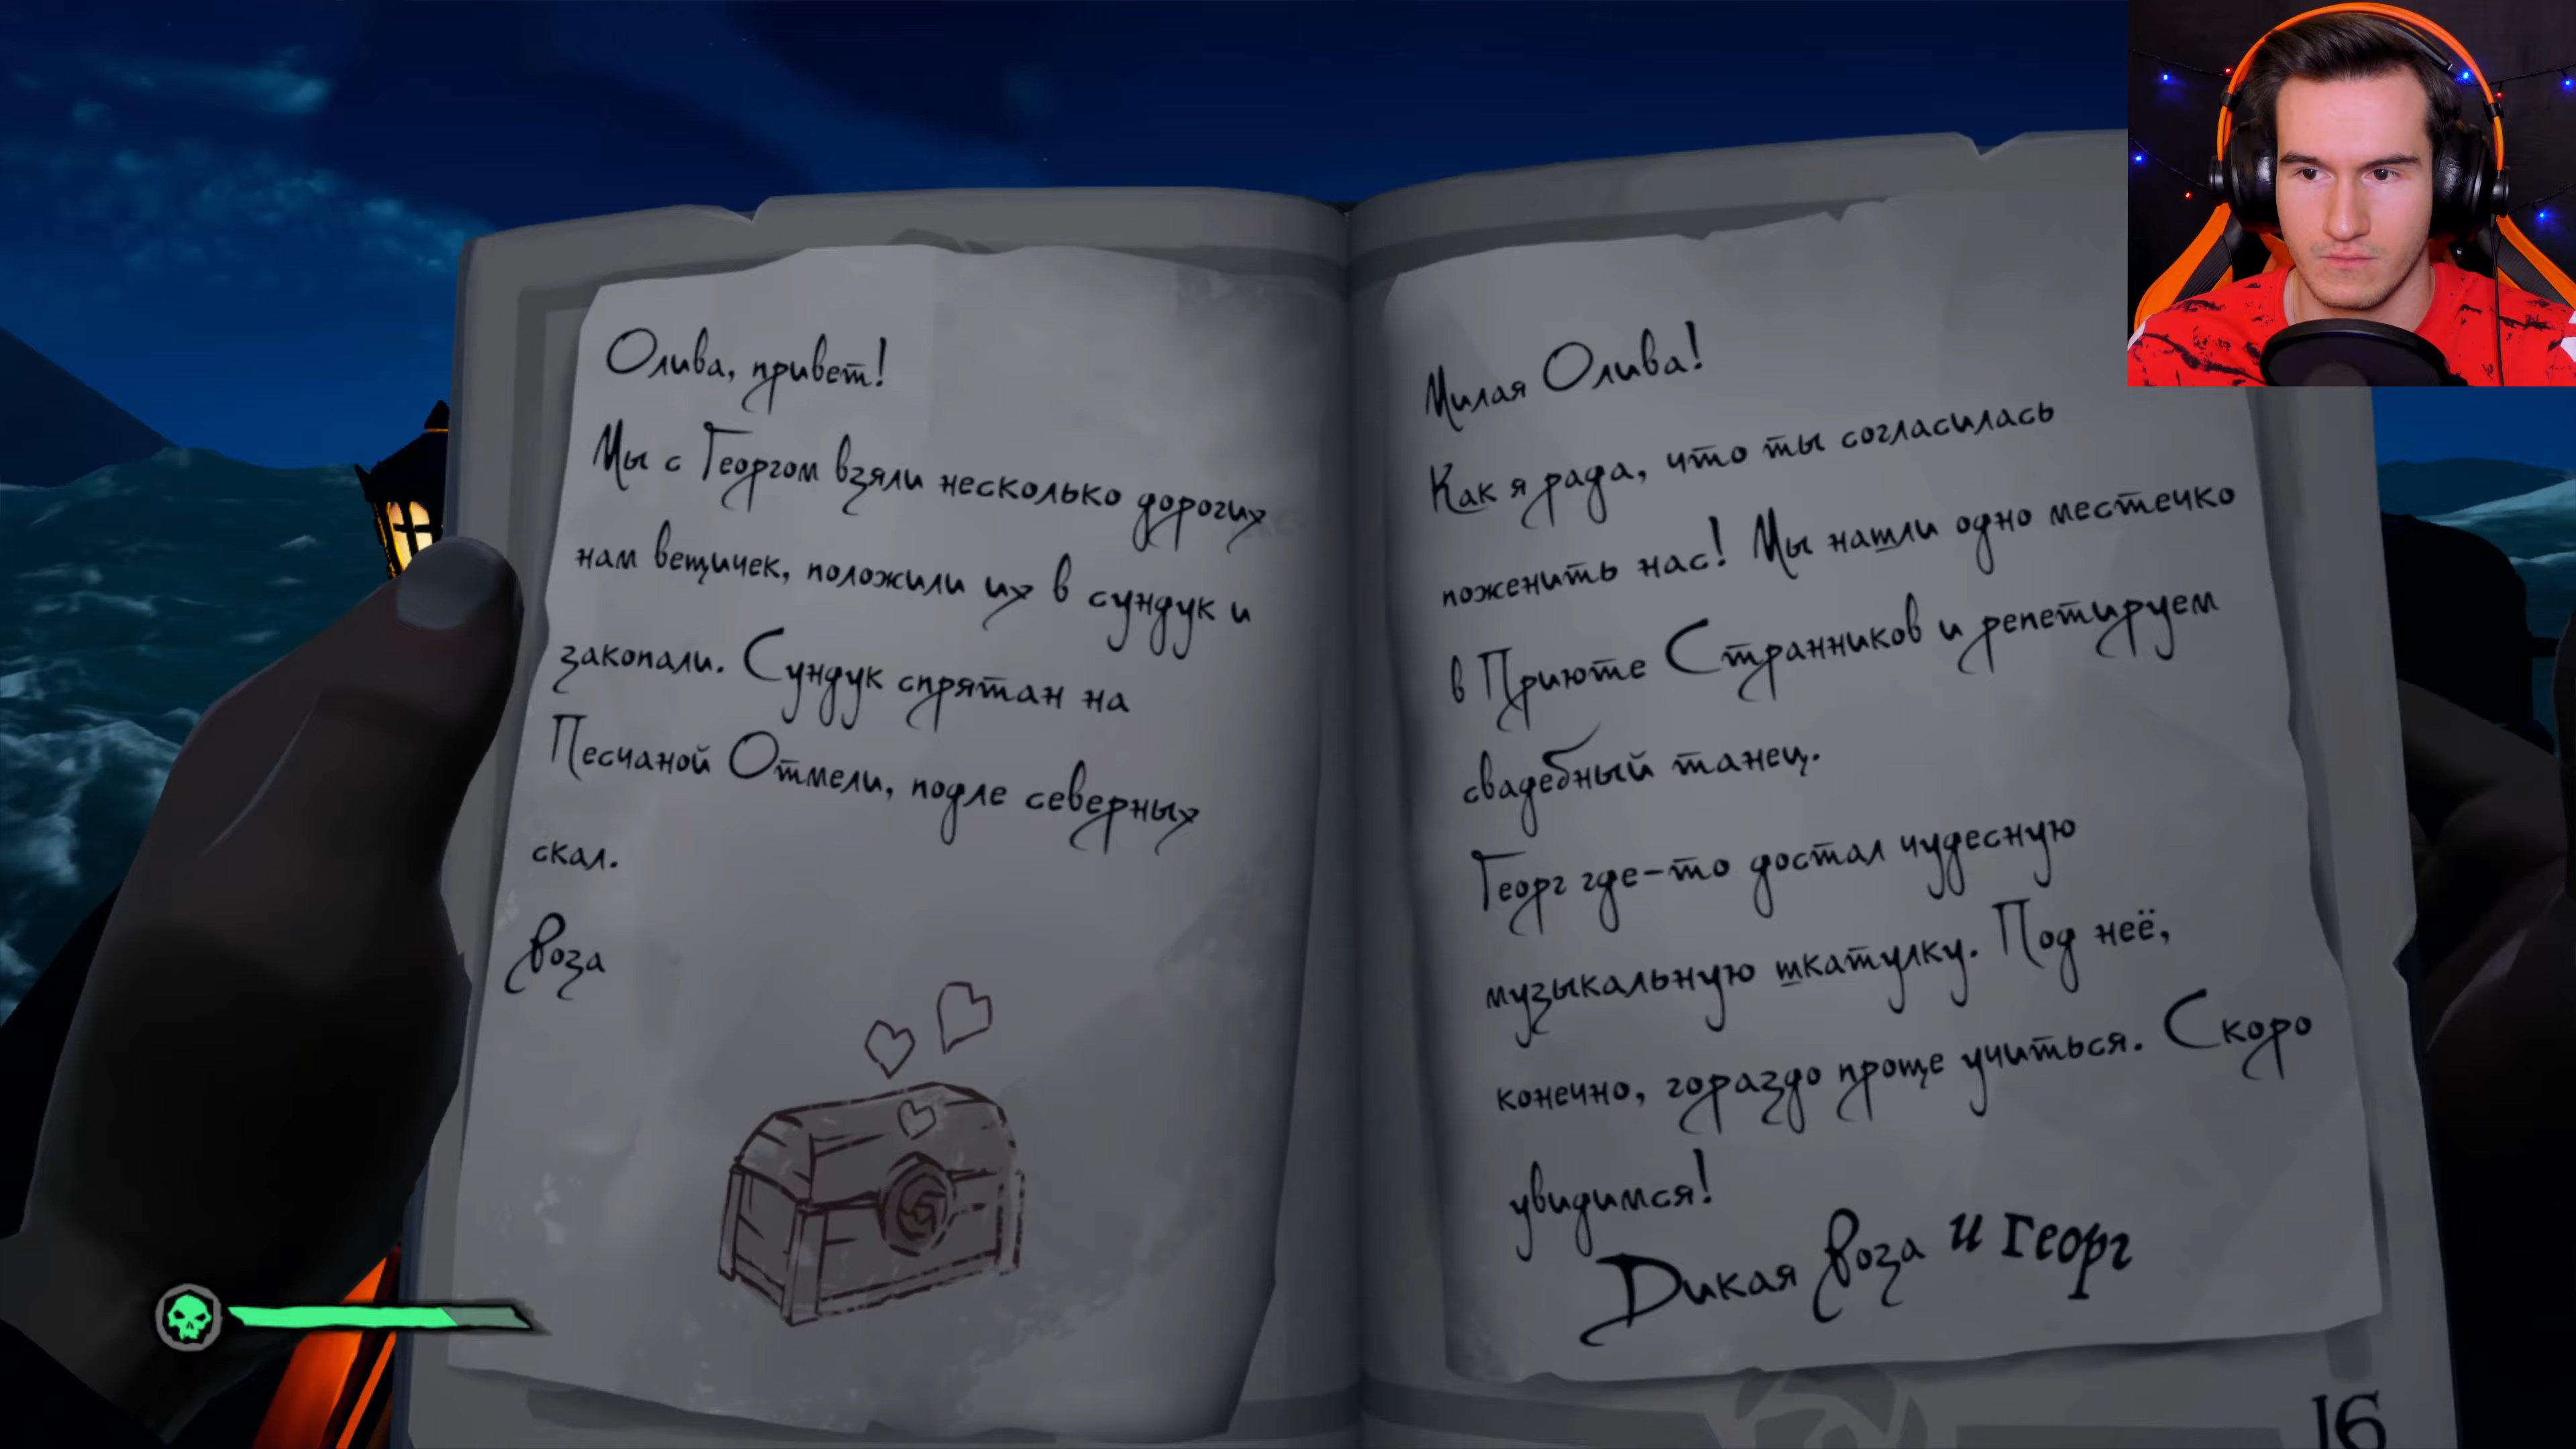 Олива, привет!
Мы с Георгом взяли несколько дорогих
нам вещичек, положили их в сундук и
закопали. Сундук спрятан на
Песчаной Отмели, подле северных
скал.
Роза
Милая Олива!
Как я рада, что ты согласилась
поженить нас! Мы нашли одно местечко
в Приюте Странников и репетируем
свадебный танец.
Георг где-то достал чудесную
музыкальную шкатулку. Под неё,
конечно, гораздо проще учиться. Скоро
увидимся!
Дикая Роза и Георг
16